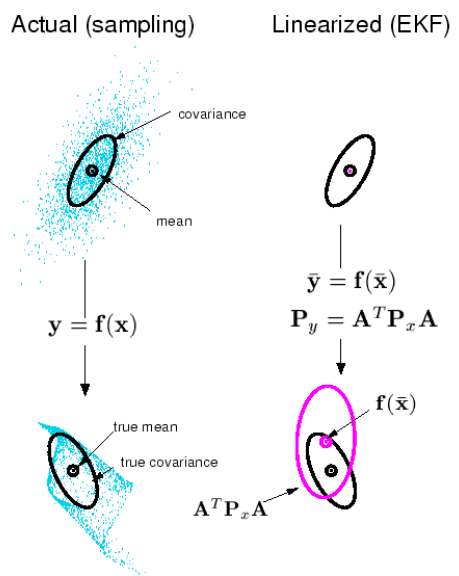 Actual (sampling)
Linearized (EKF)
covariance
mean
y = f(x)
ȳ = f(x̄)
P_y = A^T P_x A
true mean
true covariance
f(x̄)
A^T P_x A